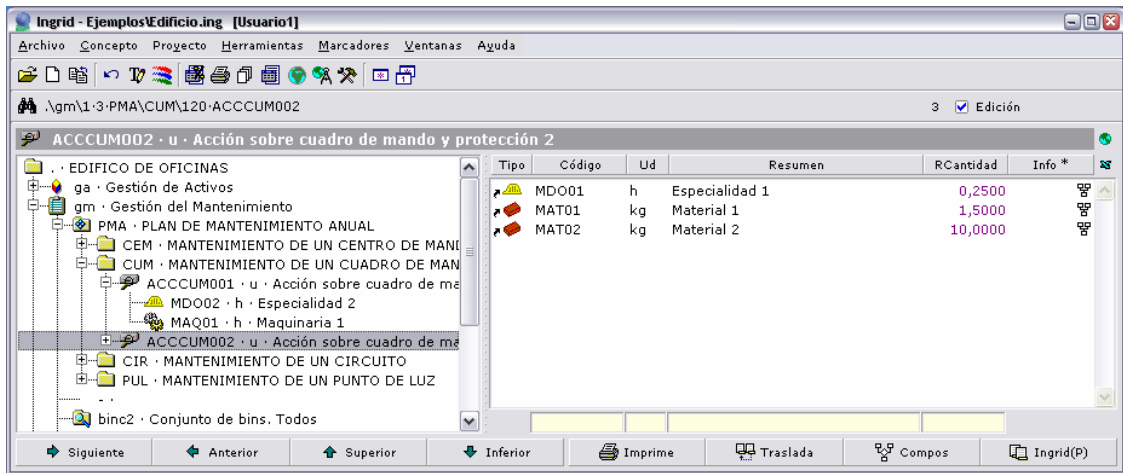 Ingrid - Ejemplos\Edificio.ing [Usuario1]
Archivo Concepto Proyecto Herramientas Marcadores Ventanas Ayuda
.\gm\1·3·PMA\CUM\120·ACCCUM002 3 Edición
ACCCUM002 · u · Acción sobre cuadro de mando y protección 2
. · EDIFICO DE OFICINAS
ga · Gestión de Activos
gm · Gestión del Mantenimiento
PMA · PLAN DE MANTENIMIENTO ANUAL
CEM · MANTENIMIENTO DE UN CENTRO DE MANI
CUM · MANTENIMIENTO DE UN CUADRO DE MAN
ACCCUM001 · u · Acción sobre cuadro de ma
MDO02 · h · Especialidad 2
MAQ01 · h · Maquinaria 1
ACCCUM002 · u · Acción sobre cuadro de ma
CIR · MANTENIMIENTO DE UN CIRCUITO
PUL · MANTENIMIENTO DE UN PUNTO DE LUZ
binc2 · Conjunto de bins. Todos
Tipo Código Ud Resumen RCantidad Info *
MDO01 h Especialidad 1 0,2500
MAT01 kg Material 1 1,5000
MAT02 kg Material 2 10,0000
Siguiente Anterior Superior Inferior Imprime Traslada Compos Ingrid(P)